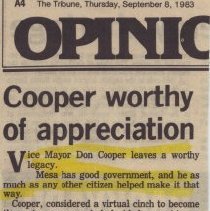 A4 The Tribune, Thursday, September 8, 1983
OPINIO
Cooper worthy
of appreciation
Vice Mayor Don Cooper leaves a worthy
legacy.
Mesa has good government, and he as
much as any other citizen helped make it that
way.
Cooper, considered a virtual cinch to become